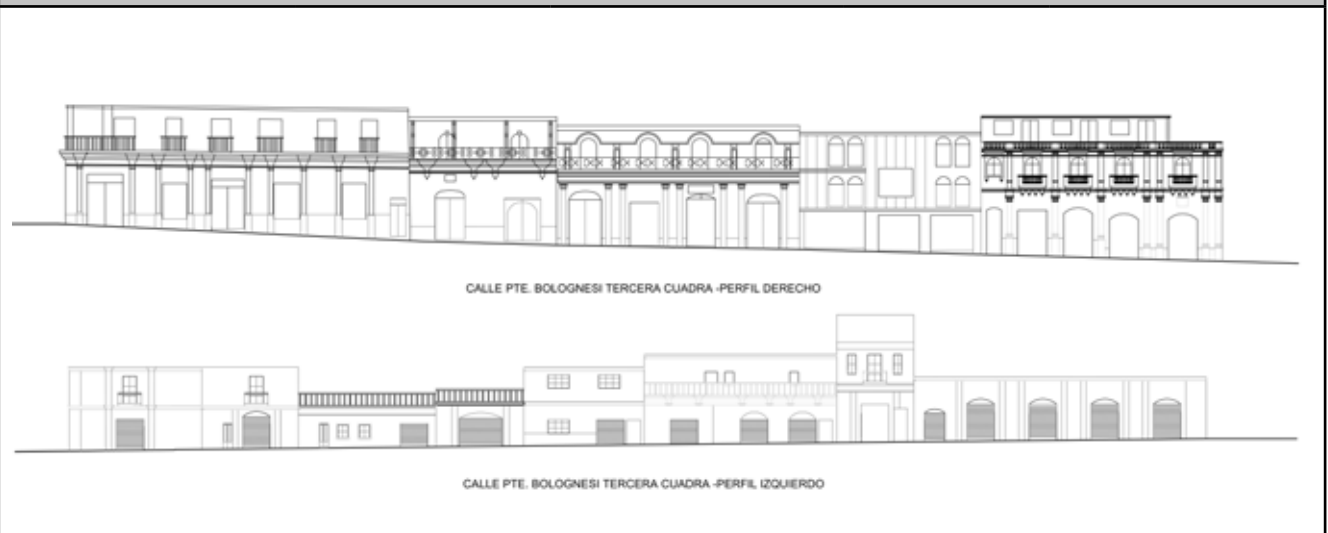 CALLE PTE. BOLOGNESI TERCERA CUADRA -PERFIL DERECHO
CALLE PTE. BOLOGNESI TERCERA CUADRA -PERFIL IZQUIERDO